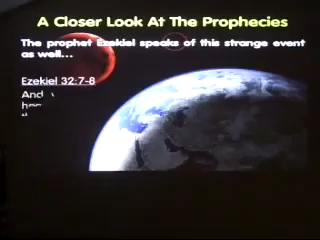 A Closer Look At The Prophecies
The prophet Ezekiel speaks of this strange event
as well...
Ezekiel 32:7-8
And